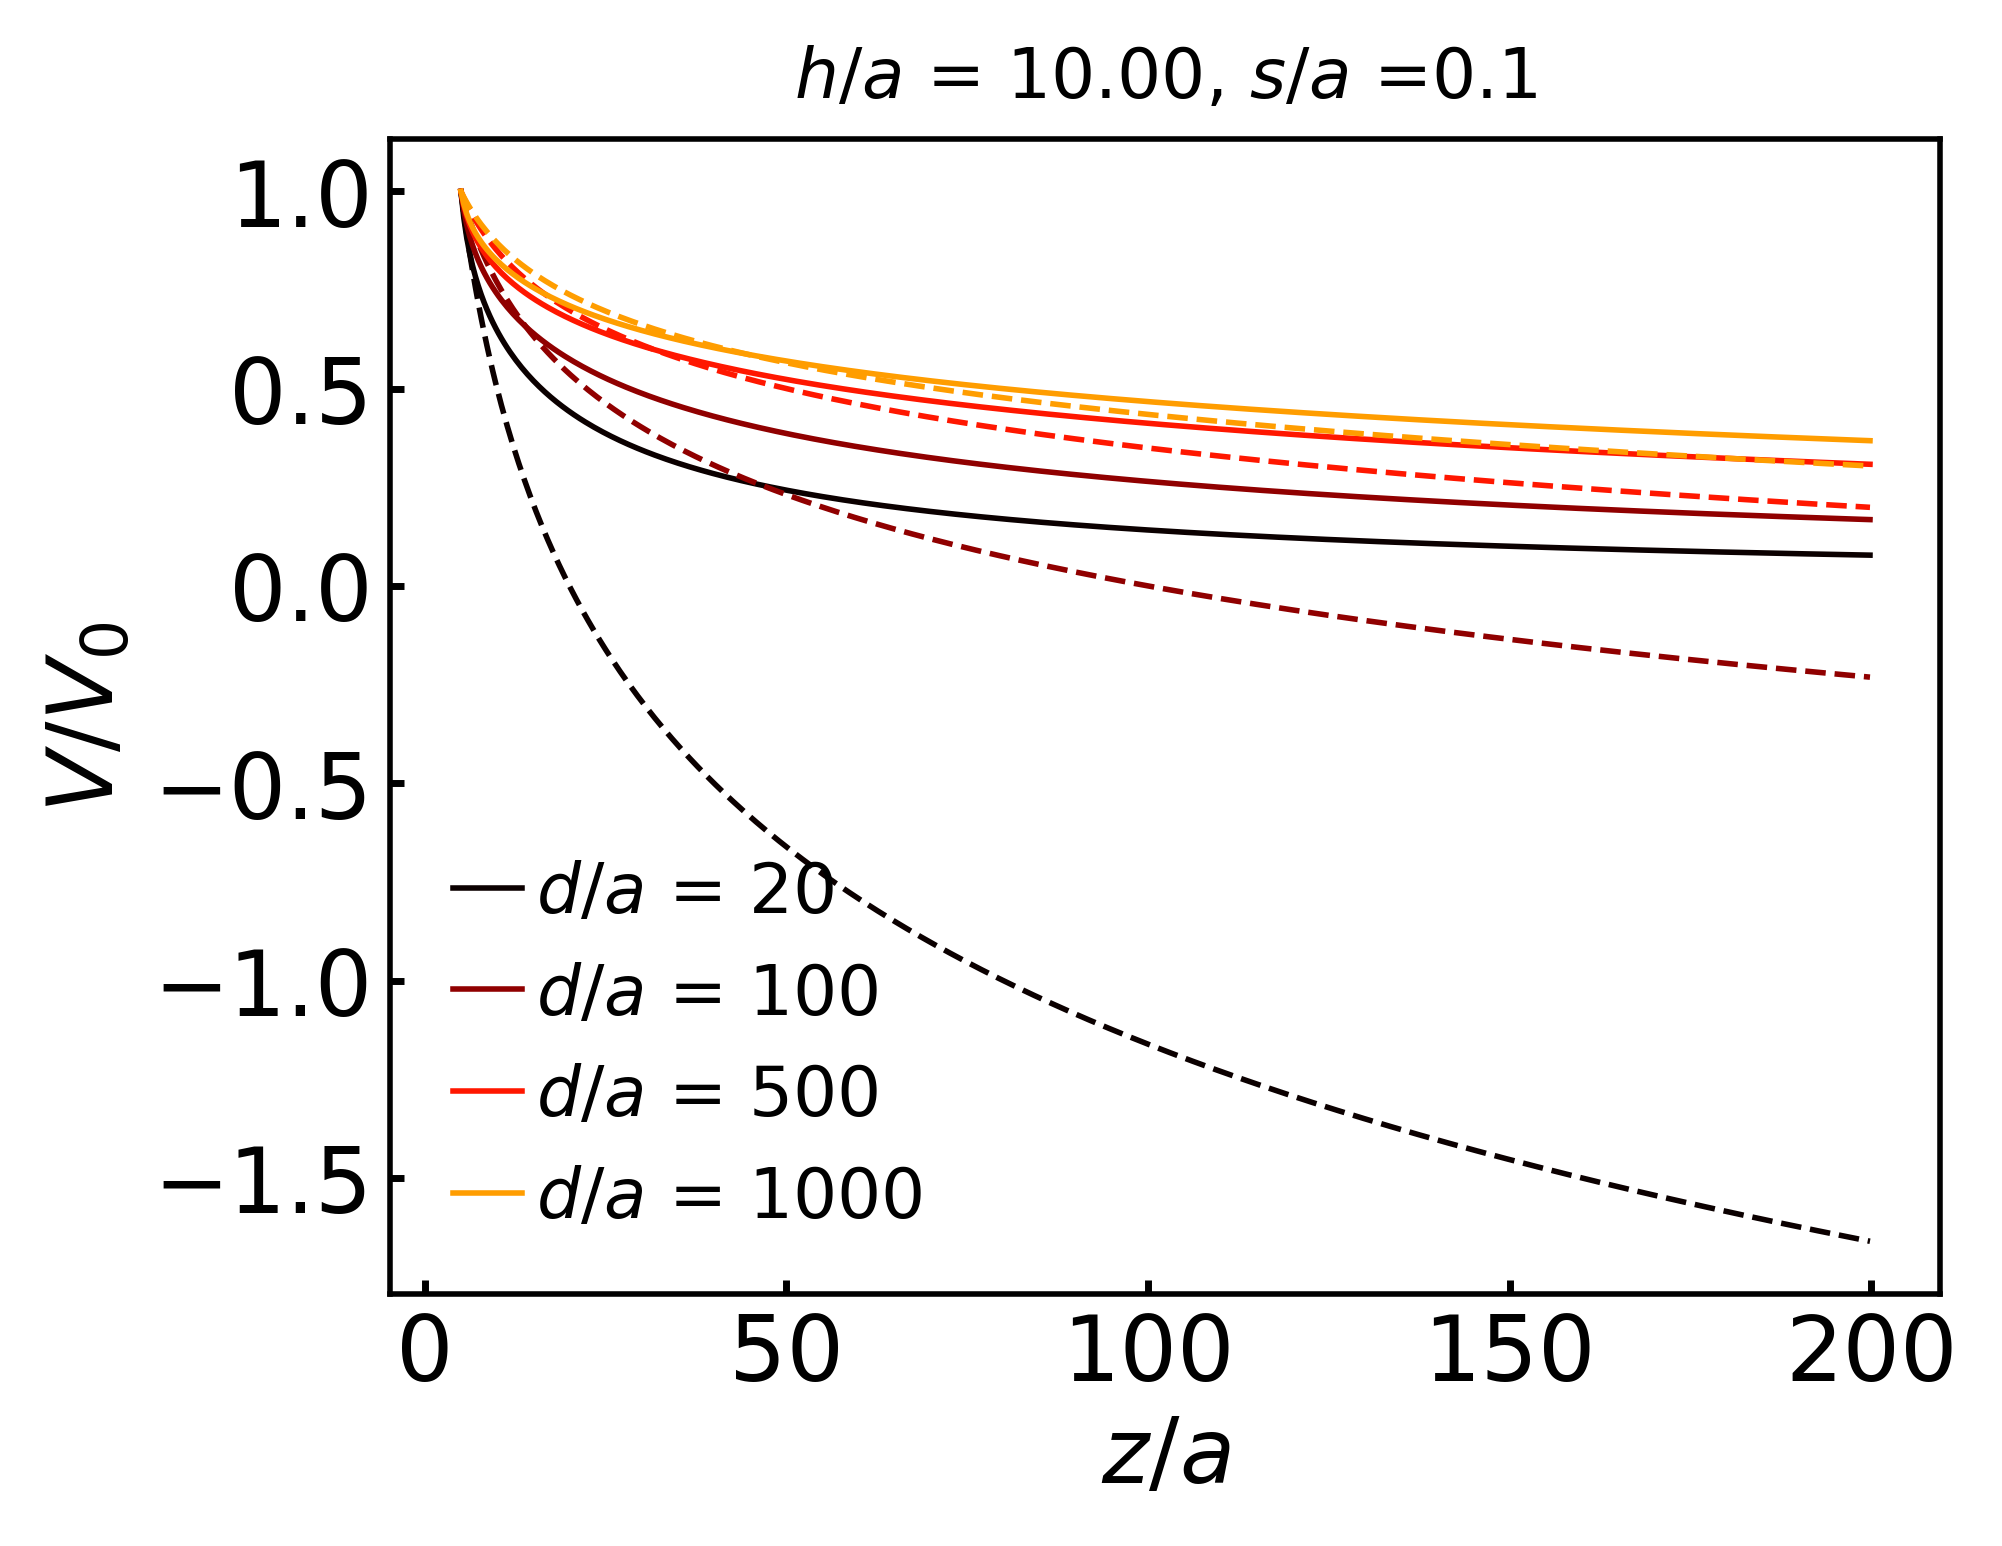 h/a = 10.00, s/a =0.1
1.0
0.5
0.0
−0.5
−1.0
−1.5
V/V0
d/a = 20
d/a = 100
d/a = 500
d/a = 1000
0 50 100 150 200
z/a